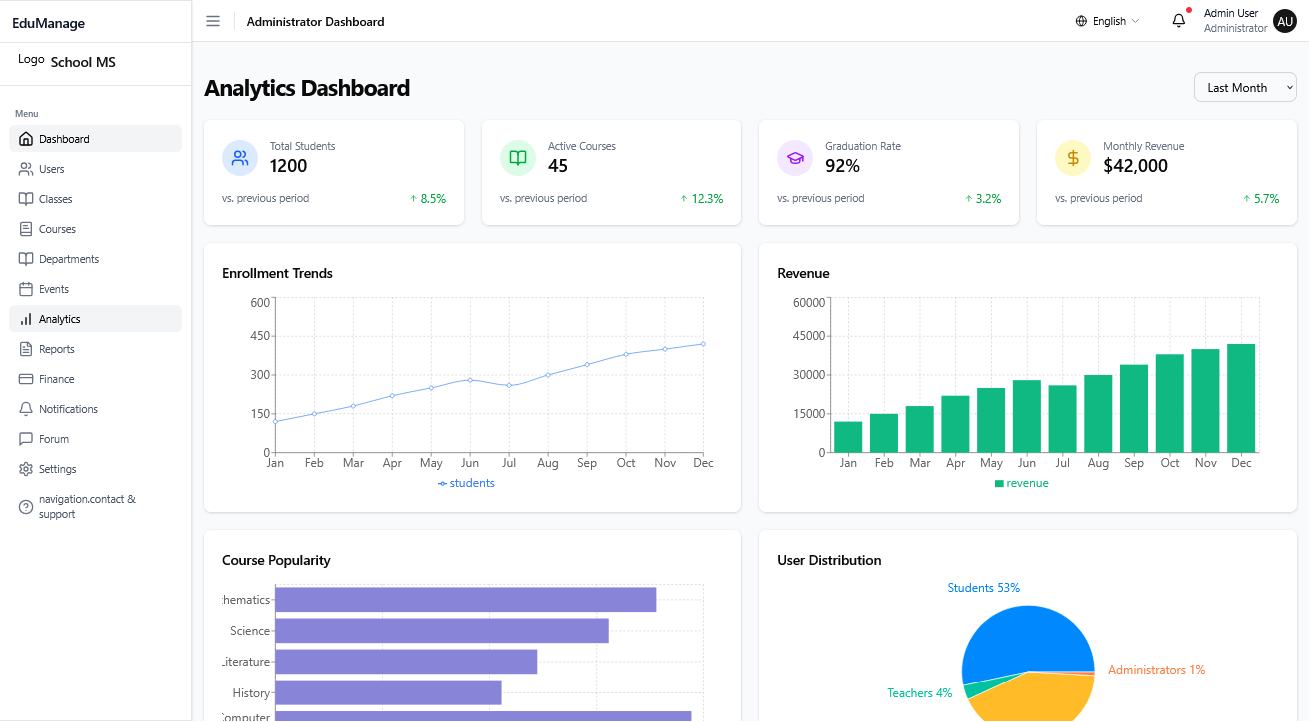 EduManage
Administrator Dashboard
English
Admin User
Administrator
AU
Logo School MS
Menu
Dashboard
Users
Classes
Courses
Departments
Events
Analytics
Reports
Finance
Notifications
Forum
Settings
navigation.contact &
support
Analytics Dashboard
Last Month
Total Students
1200
vs. previous period
↑ 8.5%
Active Courses
45
vs. previous period
↑ 12.3%
Graduation Rate
92%
vs. previous period
↑ 3.2%
Monthly Revenue
$42,000
vs. previous period
↑ 5.7%
Enrollment Trends
600
450
300
150
0
Jan Feb Mar Apr May Jun Jul Aug Sep Oct Nov Dec
students
Revenue
60000
45000
30000
15000
0
Jan Feb Mar Apr May Jun Jul Aug Sep Oct Nov Dec
revenue
Course Popularity
thematics
Science
Literature
History
Computer
User Distribution
Students 53%
Administrators 1%
Teachers 4%